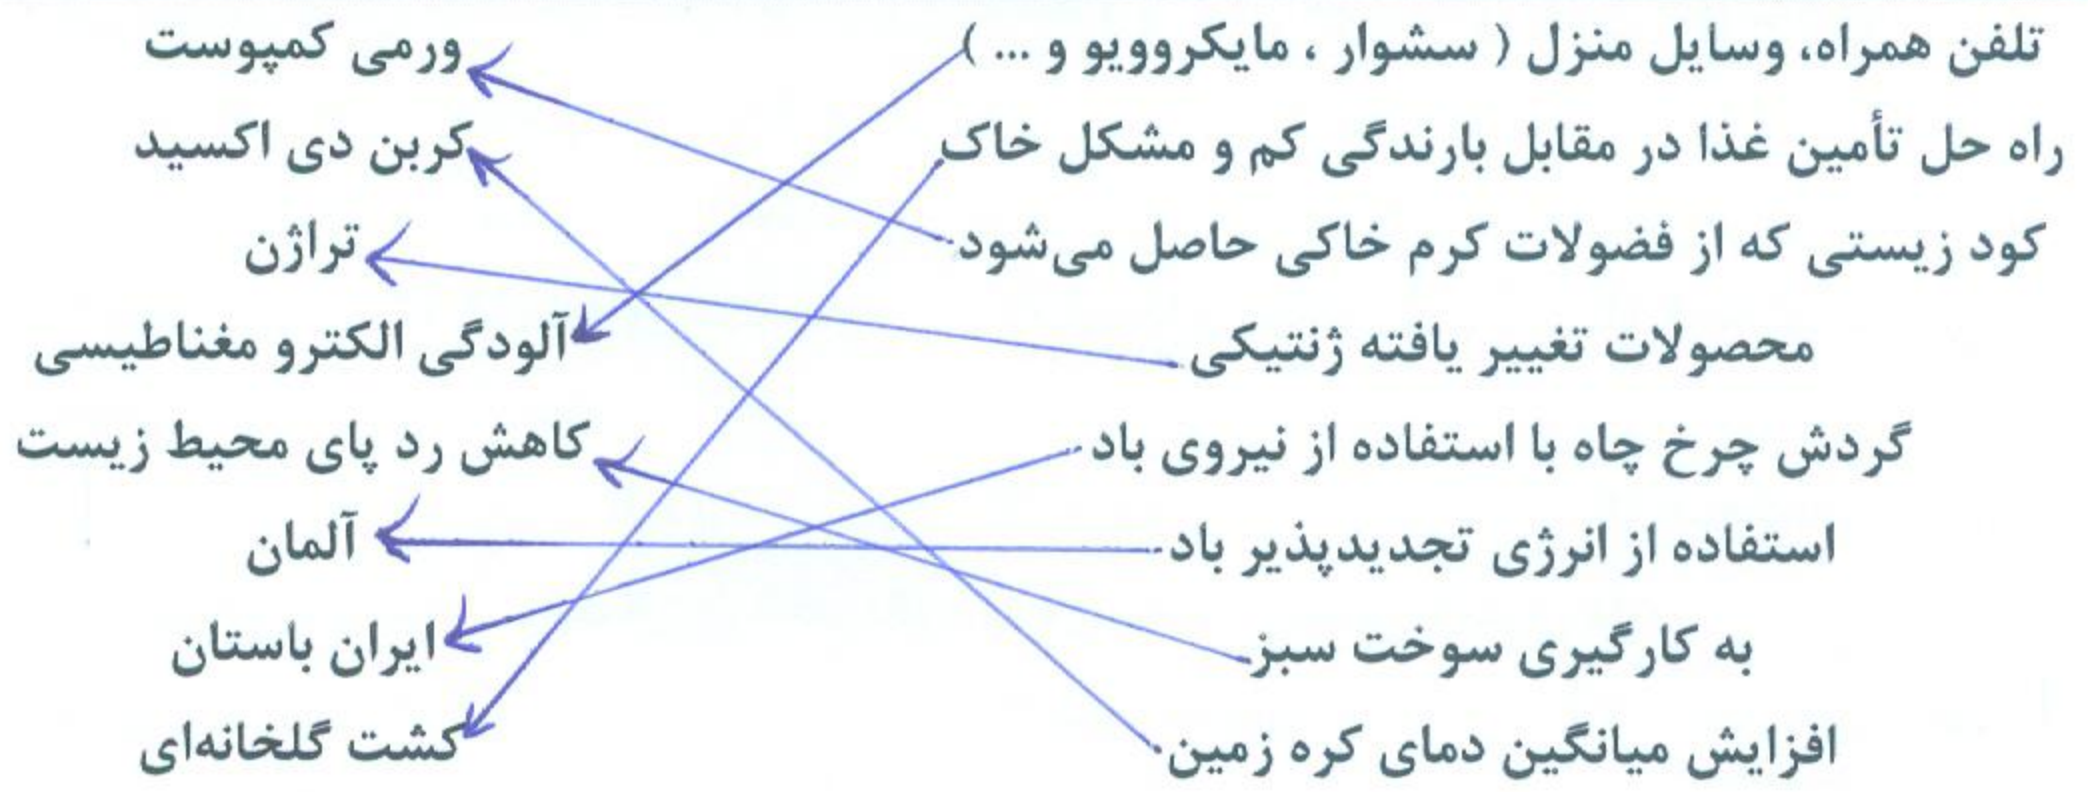 تلفن همراه، وسایل منزل ( سشوار ، مایکروویو و ... ) ورمی کمپوست
راه حل تأمین غذا در مقابل بارندگی کم و مشکل خاک کربن دی اکسید
کود زیستی که از فضولات کرم خاکی حاصل می‌شود تراژن
محصولات تغییر یافته ژنتیکی آلودگی الکترو مغناطیسی
گردش چرخ چاه با استفاده از نیروی باد کاهش رد پای محیط زیست
استفاده از انرژی تجدیدپذیر باد آلمان
به کارگیری سوخت سبز ایران باستان
افزایش میانگین دمای کره زمین کشت گلخانه‌ای